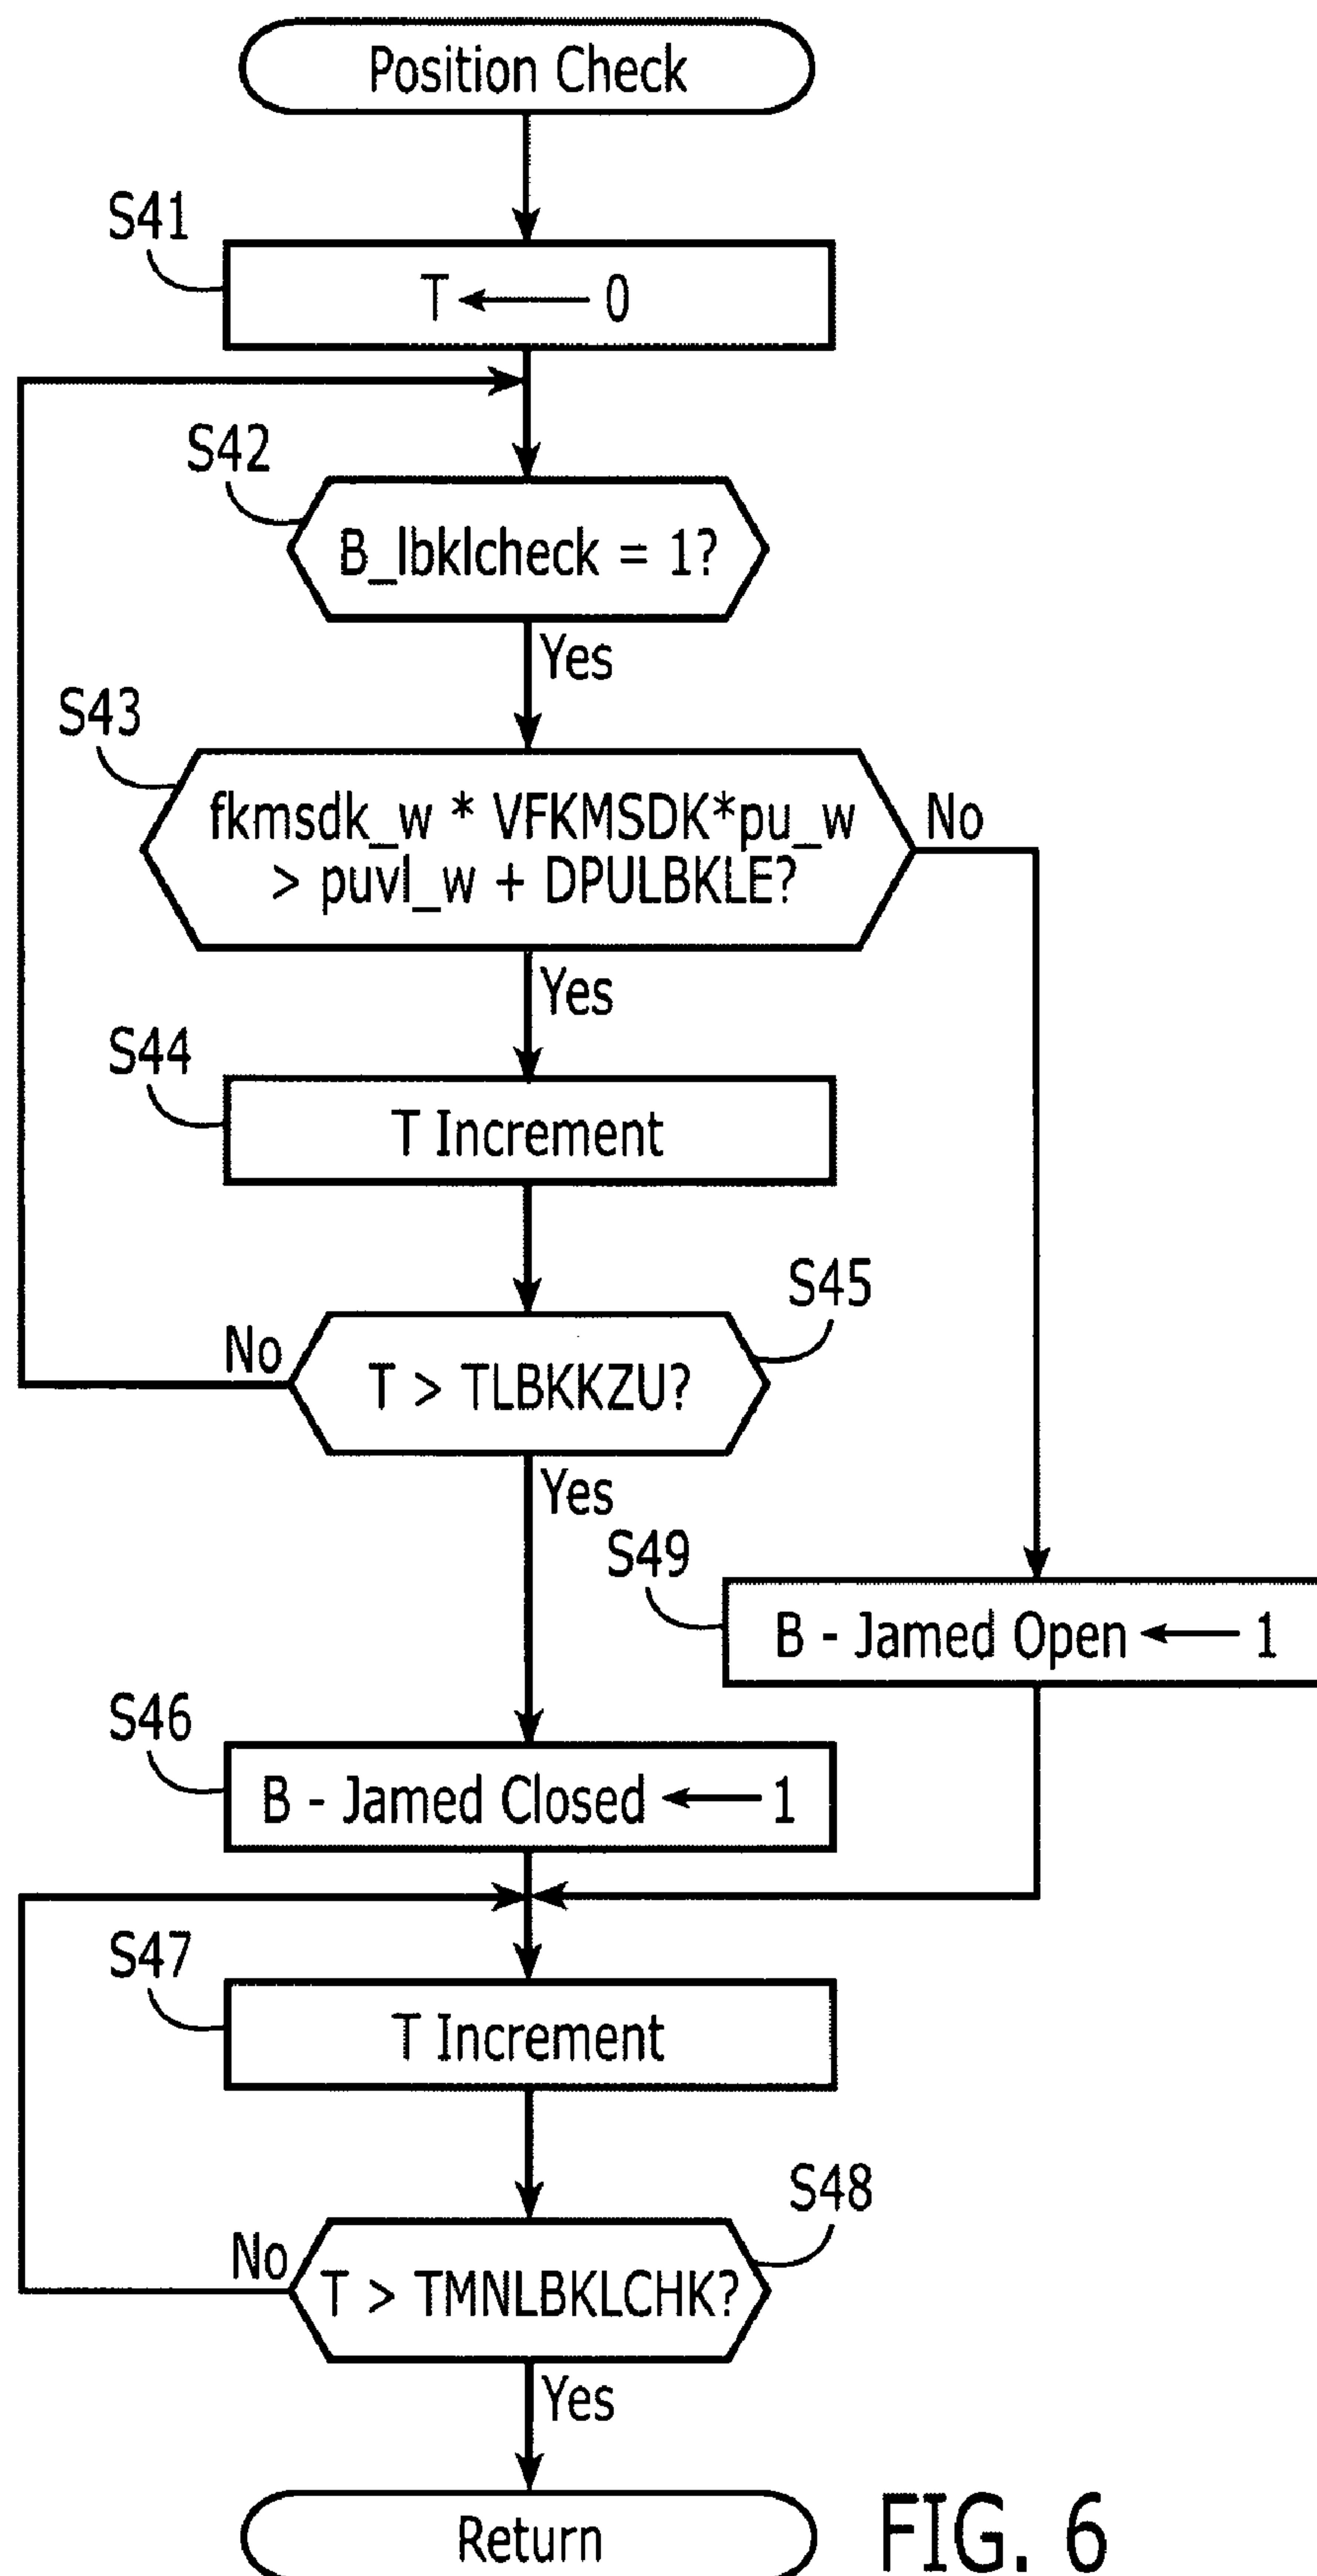 Position Check
S41
T ← 0
S42
B_lbklcheck = 1?
Yes
S43
fkmsdk_w * VFKMSDK*pu_w
> puvl_w + DPULBKLE?
No
Yes
S44
T Increment
S45
No
T > TLBKKZU?
Yes
S49
B - Jamed Open ← 1
S46
B - Jamed Closed ← 1
S47
T Increment
S48
No
T > TMNLBKLCHK?
Yes
Return
FIG. 6